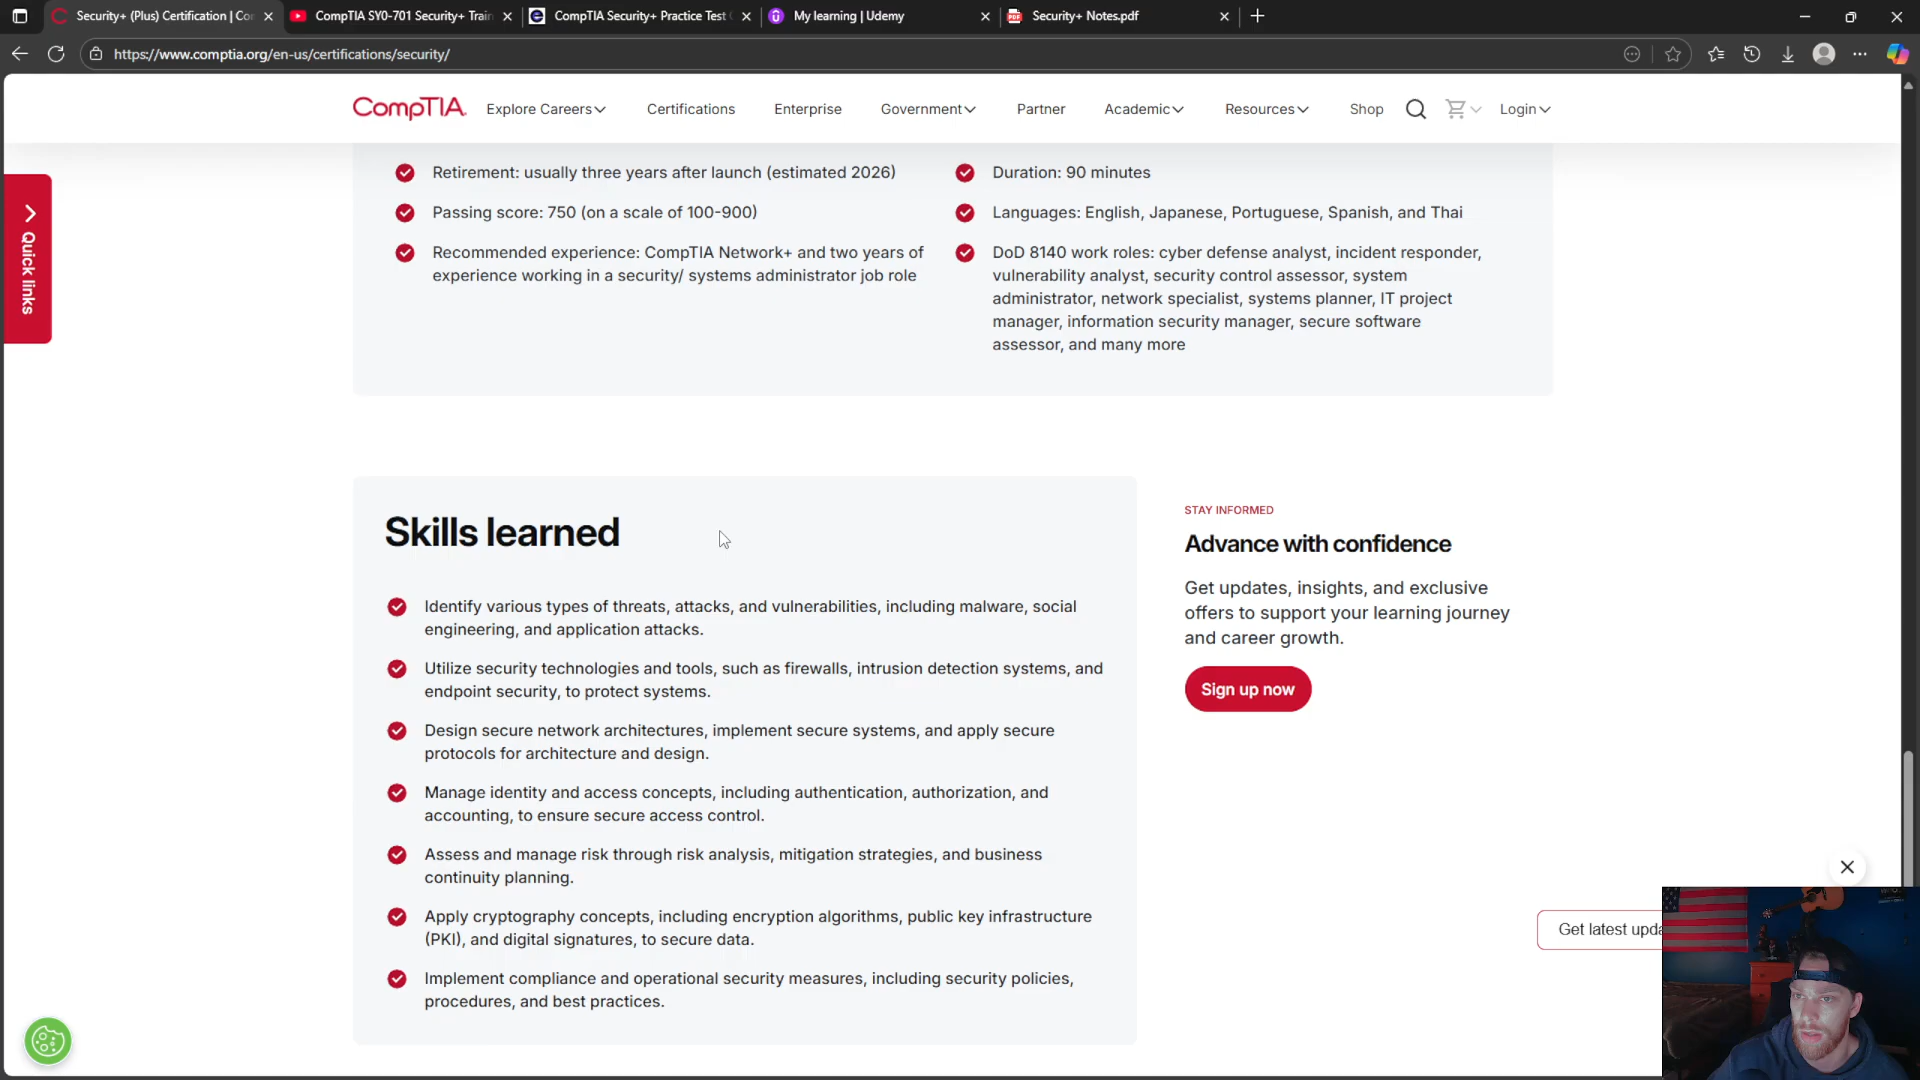 Security+ (Plus) Certification | Co
CompTIA SY0-701 Security+ Train
CompTIA Security+ Practice Test
My learning | Udemy
Security+ Notes.pdf
https://www.comptia.org/en-us/certifications/security/
CompTIA.
Explore Careers
Certifications
Enterprise
Government
Partner
Academic
Resources
Shop
Login
Quick links
Retirement: usually three years after launch (estimated 2026)
Passing score: 750 (on a scale of 100-900)
Recommended experience: CompTIA Network+ and two years of
experience working in a security/ systems administrator job role
Duration: 90 minutes
Languages: English, Japanese, Portuguese, Spanish, and Thai
DoD 8140 work roles: cyber defense analyst, incident responder,
vulnerability analyst, security control assessor, system
administrator, network specialist, systems planner, IT project
manager, information security manager, secure software
assessor, and many more
Skills learned
Identify various types of threats, attacks, and vulnerabilities, including malware, social
engineering, and application attacks.
Utilize security technologies and tools, such as firewalls, intrusion detection systems, and
endpoint security, to protect systems.
Design secure network architectures, implement secure systems, and apply secure
protocols for architecture and design.
Manage identity and access concepts, including authentication, authorization, and
accounting, to ensure secure access control.
Assess and manage risk through risk analysis, mitigation strategies, and business
continuity planning.
Apply cryptography concepts, including encryption algorithms, public key infrastructure
(PKI), and digital signatures, to secure data.
Implement compliance and operational security measures, including security policies,
procedures, and best practices.
STAY INFORMED
Advance with confidence
Get updates, insights, and exclusive
offers to support your learning journey
and career growth.
Sign up now
Get latest upda